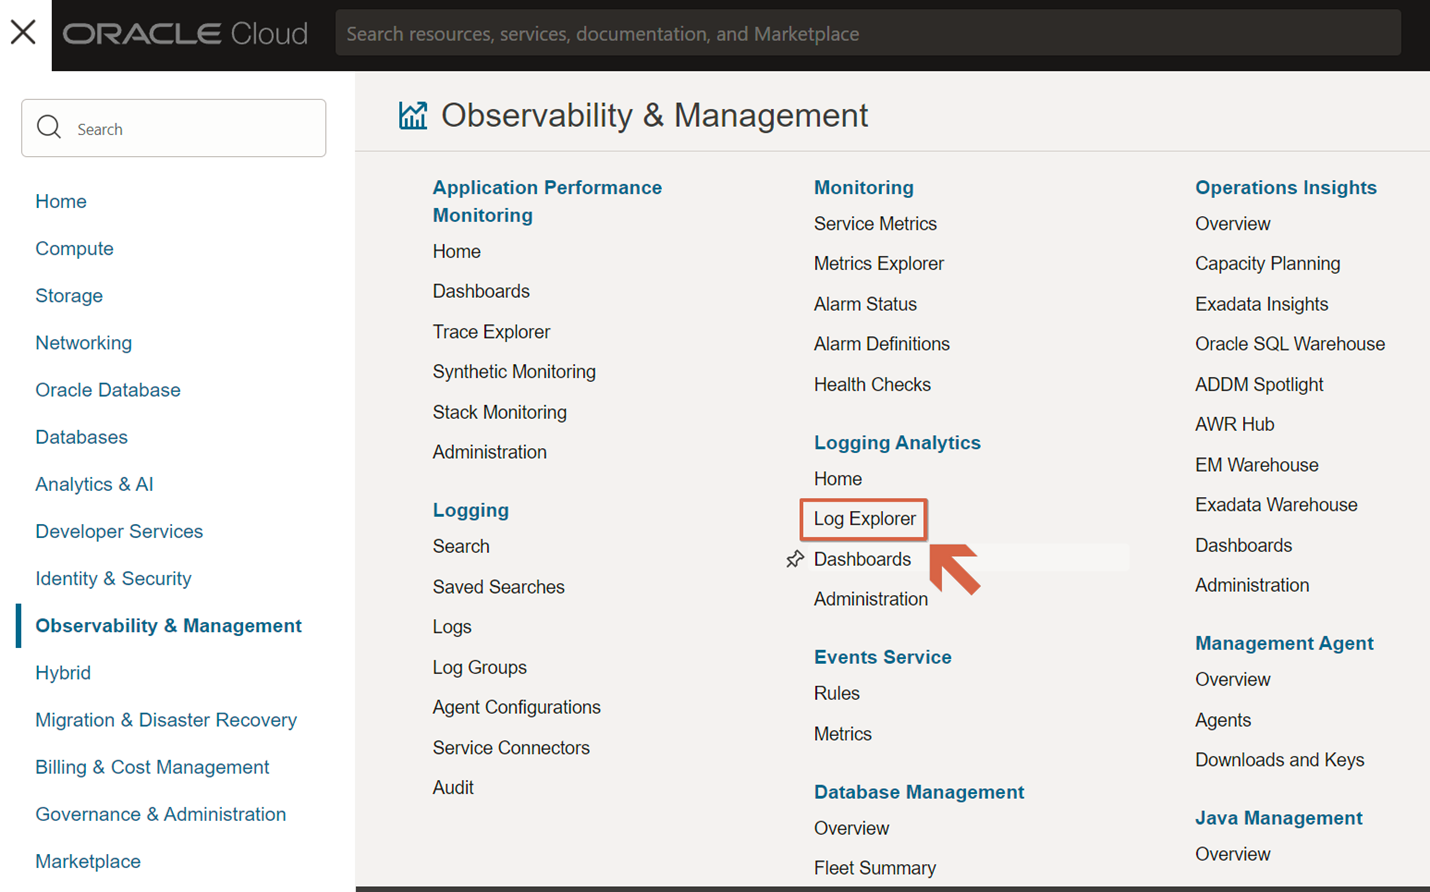 ORACLE Cloud
Search resources, services, documentation, and Marketplace
Search
Home
Compute
Storage
Networking
Oracle Database
Databases
Analytics & AI
Developer Services
Identity & Security
Observability & Management
Hybrid
Migration & Disaster Recovery
Billing & Cost Management
Governance & Administration
Marketplace
Observability & Management
Application Performance
Monitoring
Home
Dashboards
Trace Explorer
Synthetic Monitoring
Stack Monitoring
Administration
Logging
Search
Saved Searches
Logs
Log Groups
Agent Configurations
Service Connectors
Audit
Monitoring
Service Metrics
Metrics Explorer
Alarm Status
Alarm Definitions
Health Checks
Logging Analytics
Home
Log Explorer
Dashboards
Administration
Events Service
Rules
Metrics
Database Management
Overview
Fleet Summary
Operations Insights
Overview
Capacity Planning
Exadata Insights
Oracle SQL Warehouse
ADDM Spotlight
AWR Hub
EM Warehouse
Exadata Warehouse
Dashboards
Administration
Management Agent
Overview
Agents
Downloads and Keys
Java Management
Overview